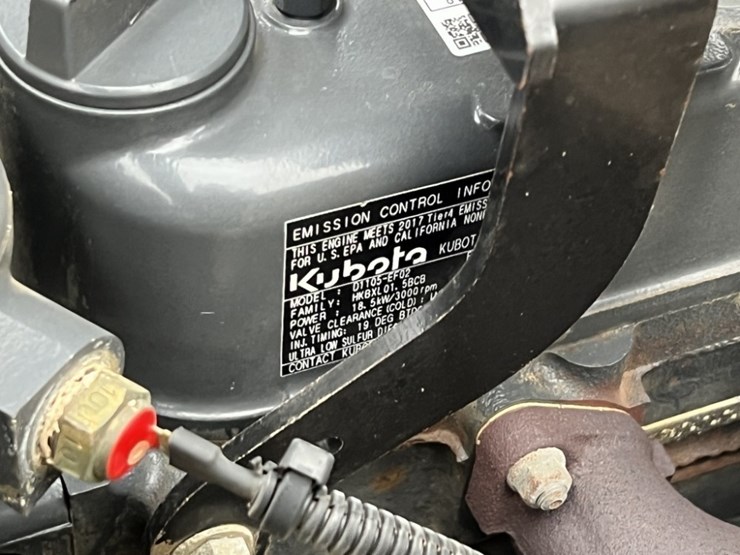 EMISSION CONTROL INFO
THIS ENGINE MEETS 2017 Tier4 EMISS
FOR U.S. EPA AND CALIFORNIA NON
Kubota KUBOT
MODEL : D1105-EF02
FAMILY : HKBXL01.5BCB
POWER : 18.5kW/3000rpm
VALVE CLEARANCE (COLD) :
INJ. TIMING: 19 DEG BTD
ULTRA LOW SULFUR DIE
CONTACT KUB